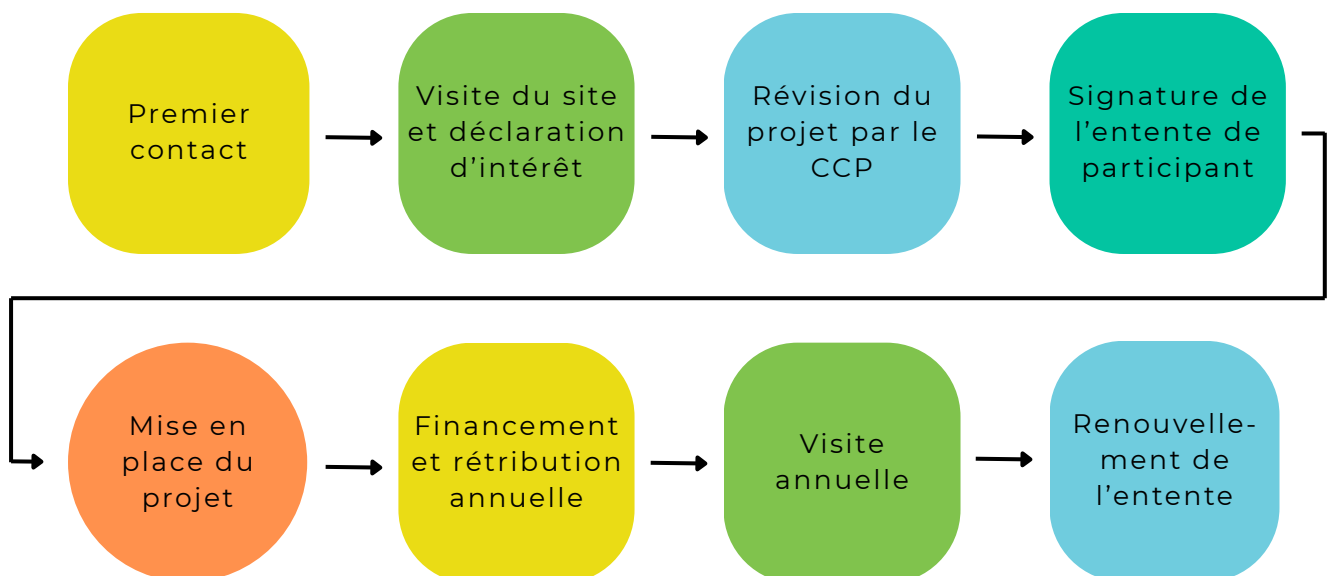 Premier
contact
Visite du site
et déclaration
d'intérêt
Révision du
projet par le
CCP
Signature de
l'entente de
participant
Mise en
place du
projet
Financement
et rétribution
annuelle
Visite
annuelle
Renouvelle-
ment de
l'entente